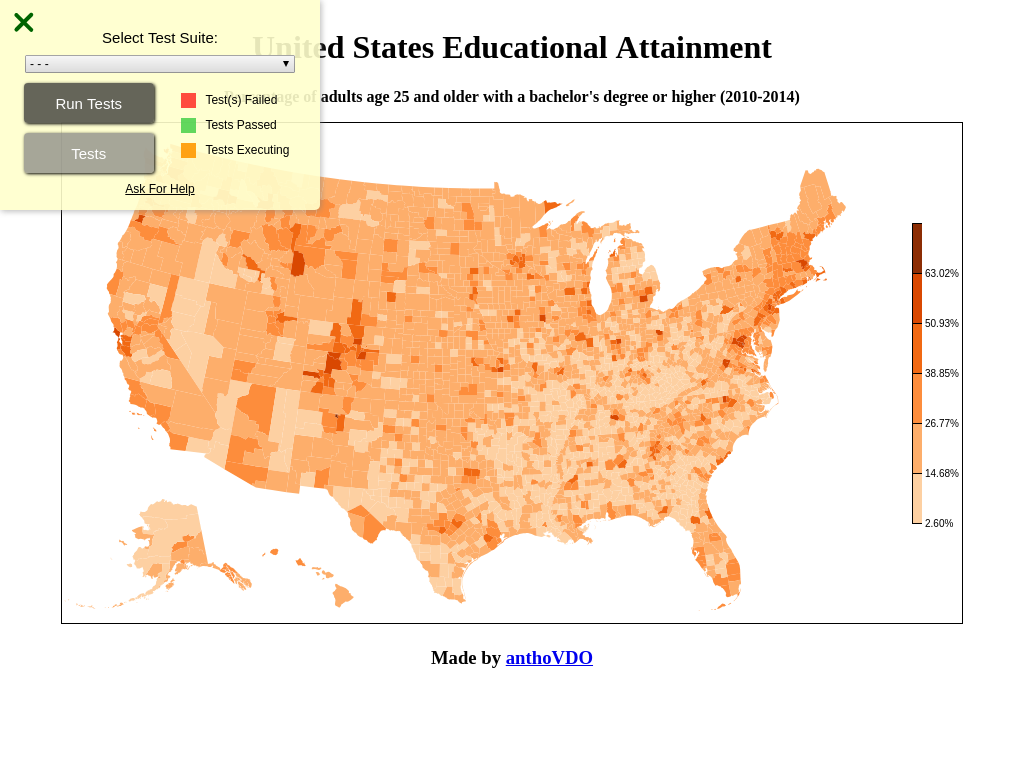 United States Educational Attainment
Percentage of adults age 25 and older with a bachelor's degree or higher (2010-2014)
Select Test Suite:
- - -
Run Tests
Tests
Test(s) Failed
Tests Passed
Tests Executing
Ask For Help
63.02%
50.93%
38.85%
26.77%
14.68%
2.60%
Made by anthoVDO